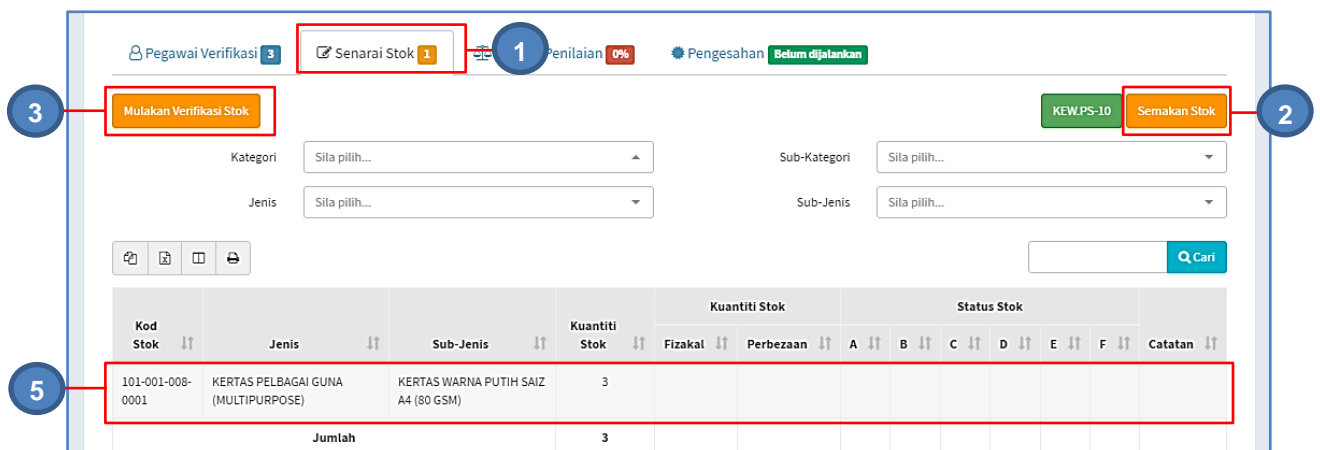 Pegawai Verifikasi 3 Senarai Stok 1 1 enilaian 0% Pengesahan Belum dijalankan
3 Mulakan Verifikasi Stok KEW.PS-10 Semakan Stok 2
Kategori Sila pilih... Sub-Kategori Sila pilih...
Jenis Sila pilih... Sub-Jenis Sila pilih...
Cari
Kuantiti Stok Status Stok
Kod
Stok Jenis Sub-Jenis Kuantiti
Stok Fizakal Perbezaan A B C D E F Catatan
5 101-001-008-
0001 KERTAS PELBAGAI GUNA
(MULTIPURPOSE) KERTAS WARNA PUTIH SAIZ
A4 (80 GSM) 3
Jumlah 3